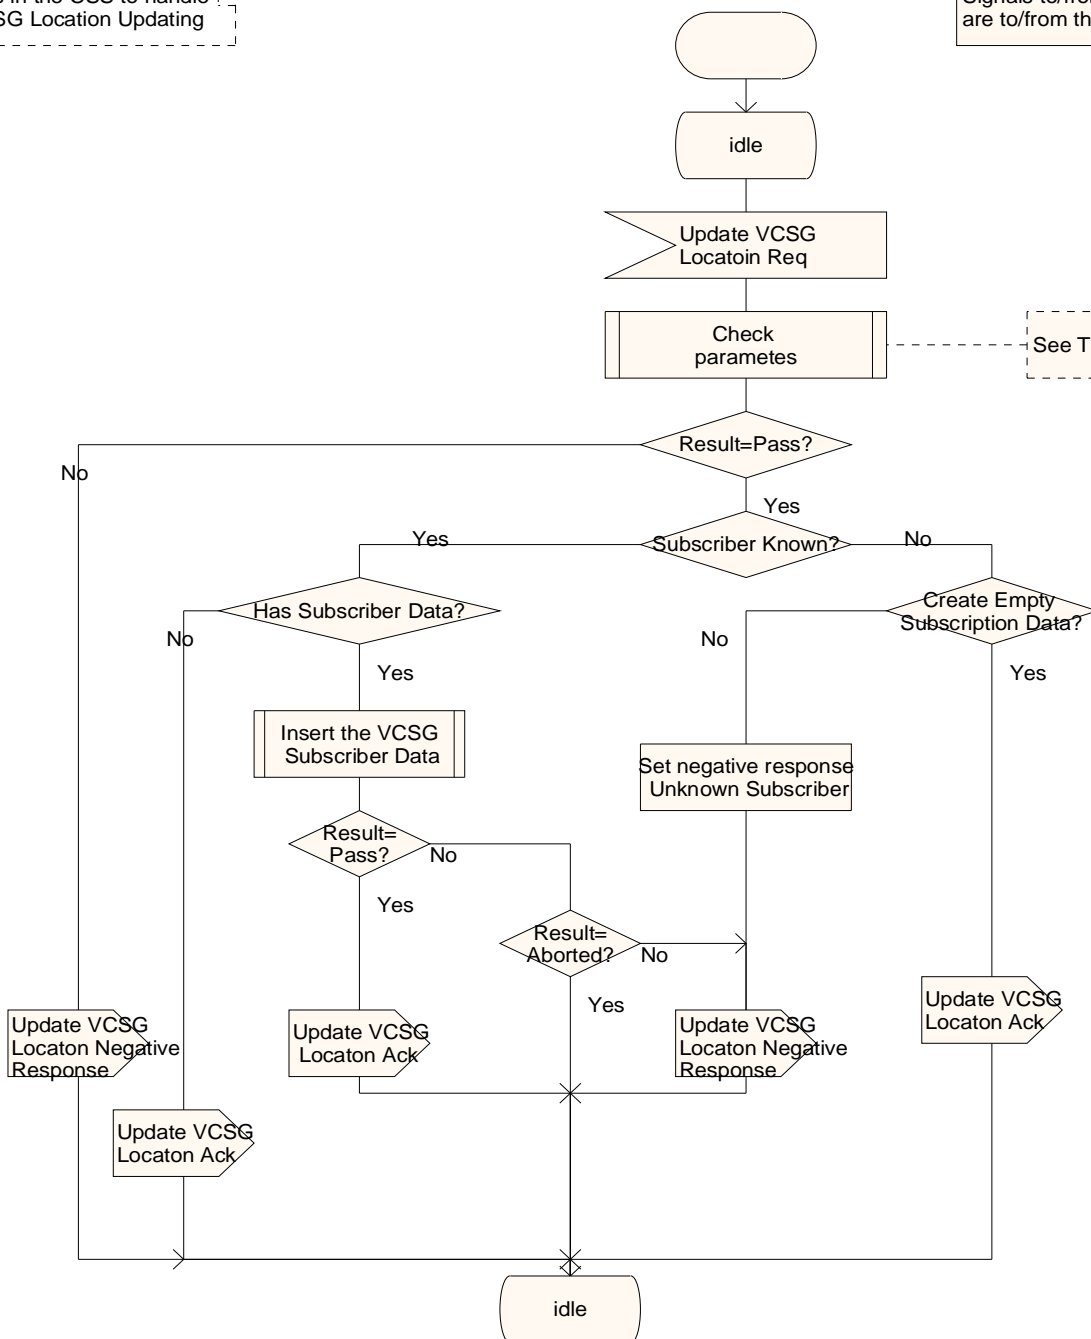 in the CSS to handle
SG Location Updating
are to/from th
idle
Update VCSG
Locatoin Req
Check
parametes
See T
Result=Pass?
No
Yes
Subscriber Known?
Yes
No
Has Subscriber Data?
Create Empty
Subscription Data?
No
Yes
No
Yes
Insert the VCSG
Subscriber Data
Set negative response
Unknown Subscriber
Result=
Pass?
No
Yes
Result=
Aborted?
No
Yes
Update VCSG
Locaton Negative
Response
Update VCSG
Locaton Ack
Update VCSG
Locaton Negative
Response
Update VCSG
Locaton Ack
Update VCSG
Locaton Ack
idle